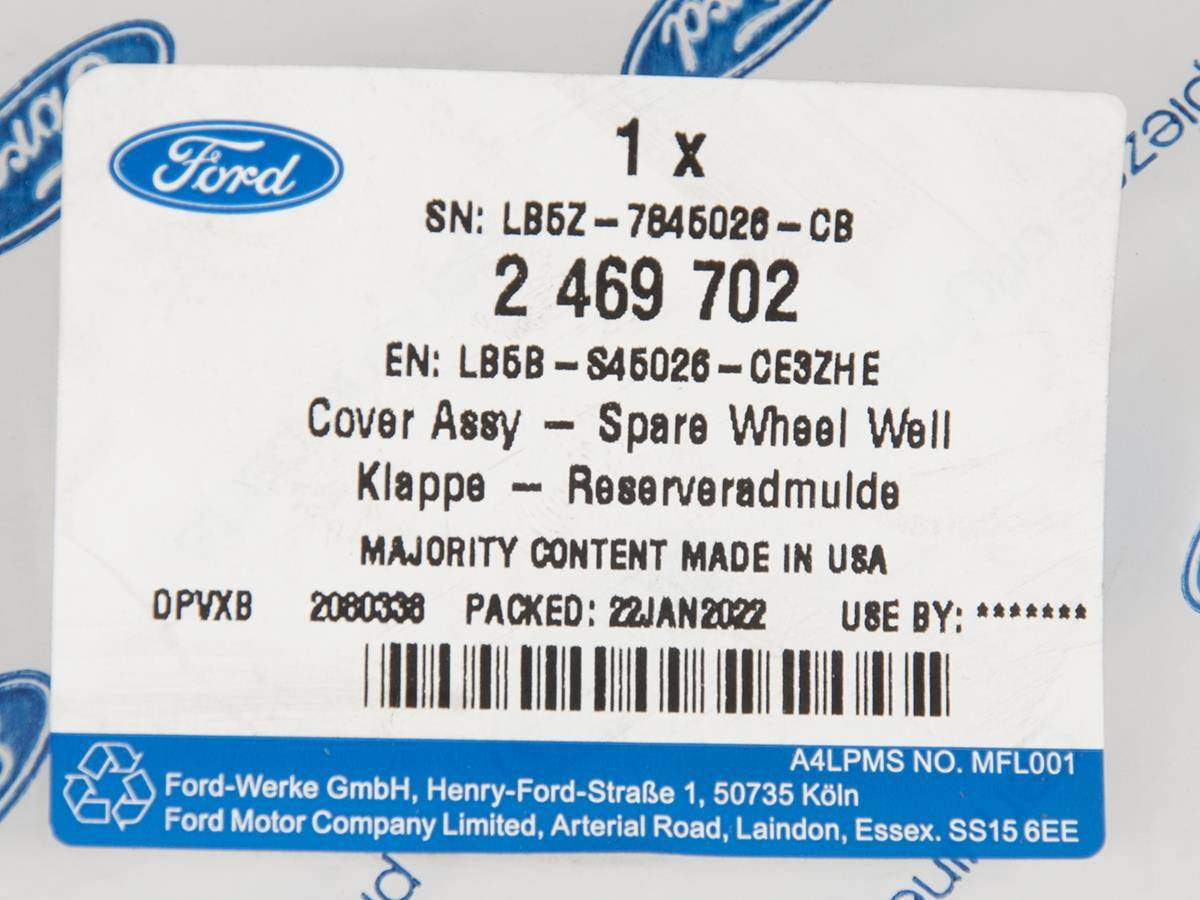 Ford
1 x
SN: LB5Z-7845026-CB
2 469 702
EN: LB5B-S45026-CE3ZHE
Cover Assy - Spare Wheel Well
Klappe - Reserveradmulde
MAJORITY CONTENT MADE IN USA
OPVXB 2080338 PACKED: 22JAN2022 USE BY: *******
A4LPMS NO. MFL001
Ford-Werke GmbH, Henry-Ford-Straße 1, 50735 Köln
Ford Motor Company Limited, Arterial Road, Laindon, Essex. SS15 6EE